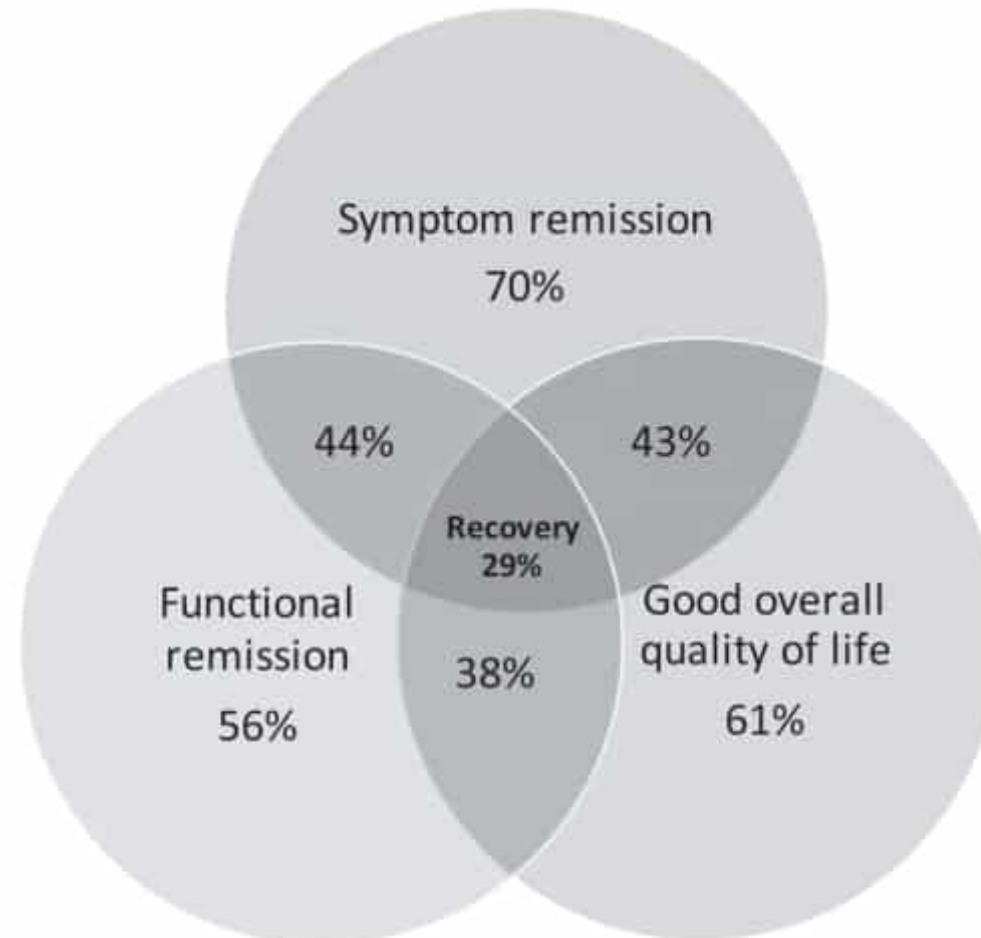 Symptom remission
70%
44%
43%
Recovery
29%
Functional
remission
56%
38%
Good overall
quality of life
61%